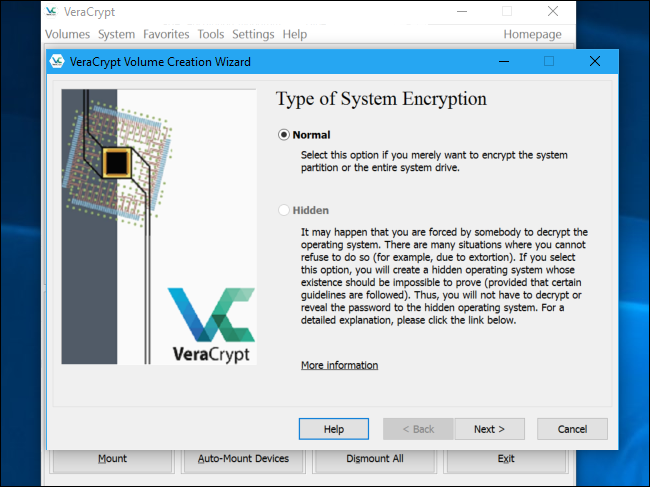 VeraCrypt
Volumes System Favorites Tools Settings Help Homepage
VeraCrypt Volume Creation Wizard
Type of System Encryption
Normal
Select this option if you merely want to encrypt the system
partition or the entire system drive.
Hidden
It may happen that you are forced by somebody to decrypt the
operating system. There are many situations where you cannot
refuse to do so (for example, due to extortion). If you select
this option, you will create a hidden operating system whose
existence should be impossible to prove (provided that certain
guidelines are followed). Thus, you will not have to decrypt or
reveal the password to the hidden operating system. For a
detailed explanation, please click the link below.
VeraCrypt
More information
Help < Back Next > Cancel
Mount Auto-Mount Devices Dismount All Exit